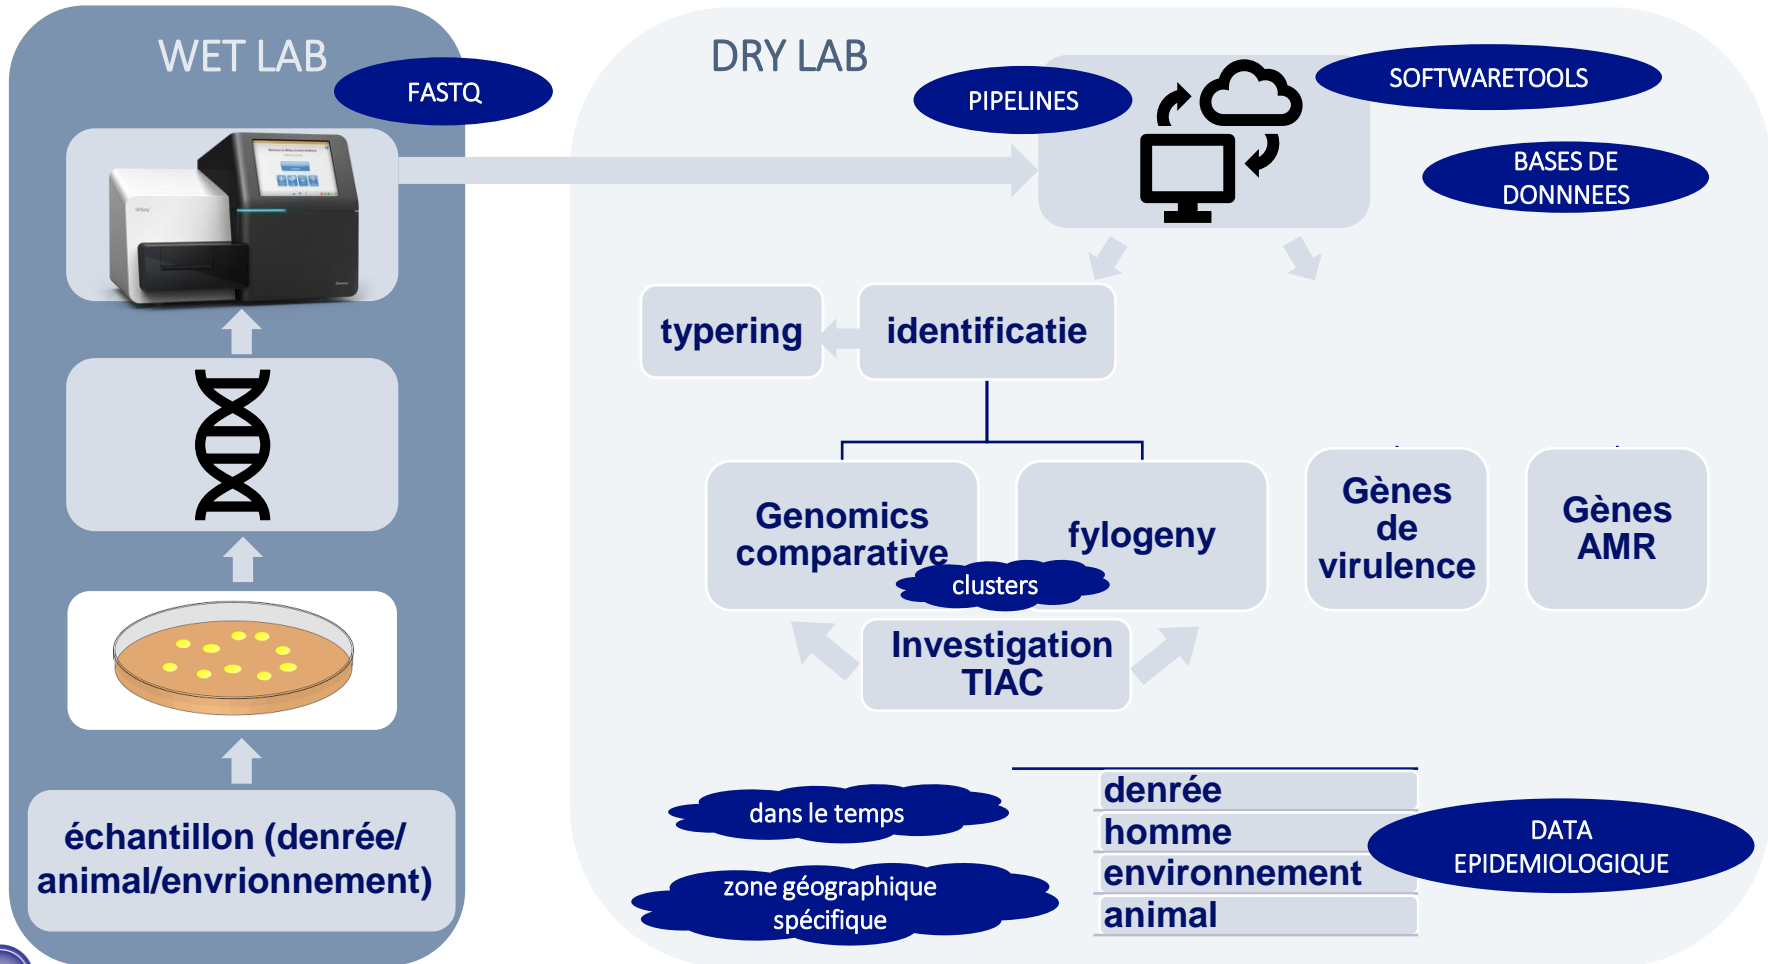 WET LAB
FASTQ
DRY LAB
PIPELINES
SOFTWARETOOLS
BASES DE
DONNNEES
typering
identificatie
Genomics
comparative
fylogeny
clusters
Gènes
de
virulence
Gènes
AMR
Investigation
TIAC
échantillon (denrée/
animal/envrionnement)
dans le temps
zone géographique
spécifique
denrée
homme
environnement
animal
DATA
EPIDEMIOLOGIQUE